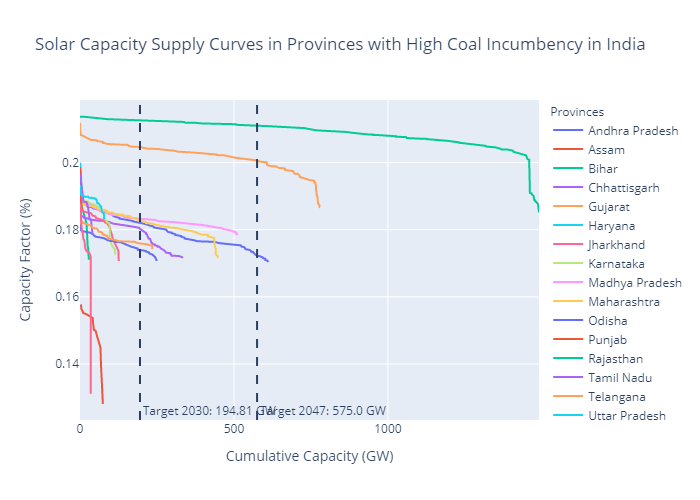 Solar Capacity Supply Curves in Provinces with High Coal Incumbency in India
Provinces
Andhra Pradesh
Assam
Bihar
Chhattisgarh
Gujarat
Haryana
Jharkhand
Karnataka
Madhya Pradesh
Maharashtra
Odisha
Punjab
Rajasthan
Tamil Nadu
Telangana
Uttar Pradesh
Capacity Factor (%)
0.2
0.18
0.16
0.14
Target 2030: 194.81 GW
Target 2047: 575.0 GW
0
500
1000
Cumulative Capacity (GW)